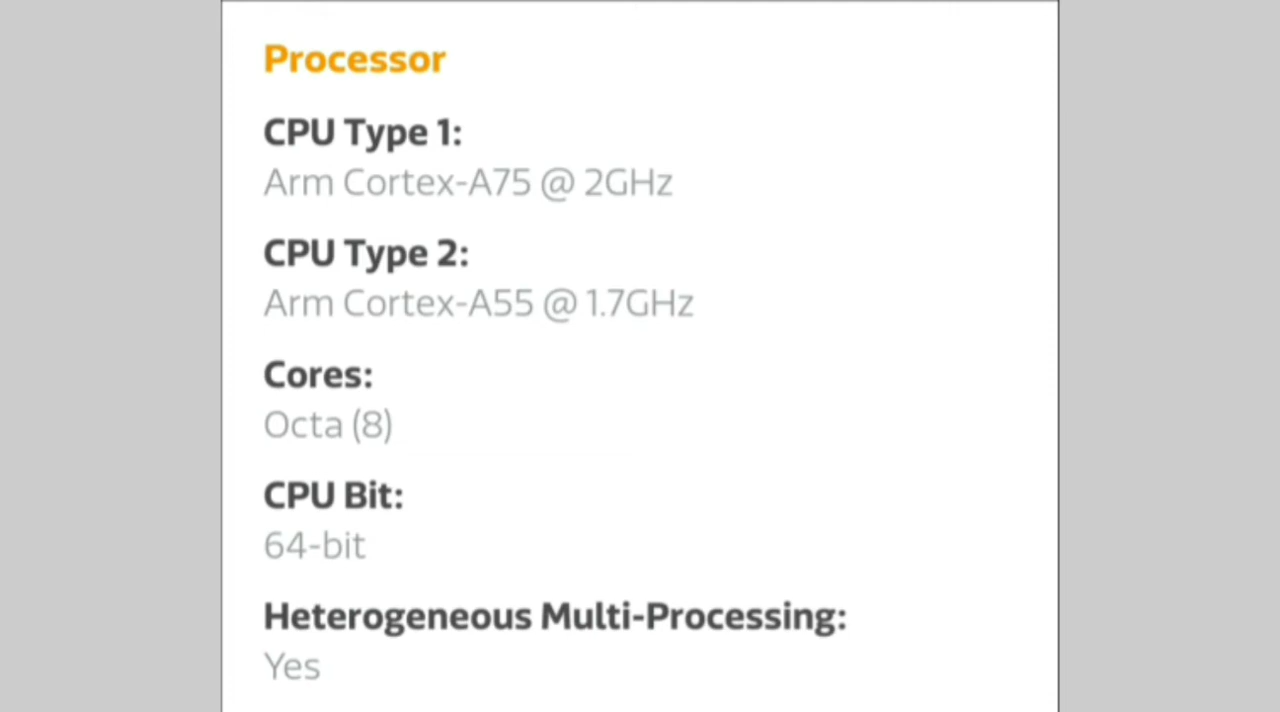 Processor
CPU Type 1:
Arm Cortex-A75 @ 2GHz
CPU Type 2:
Arm Cortex-A55 @ 1.7GHz
Cores:
Octa (8)
CPU Bit:
64-bit
Heterogeneous Multi-Processing:
Yes